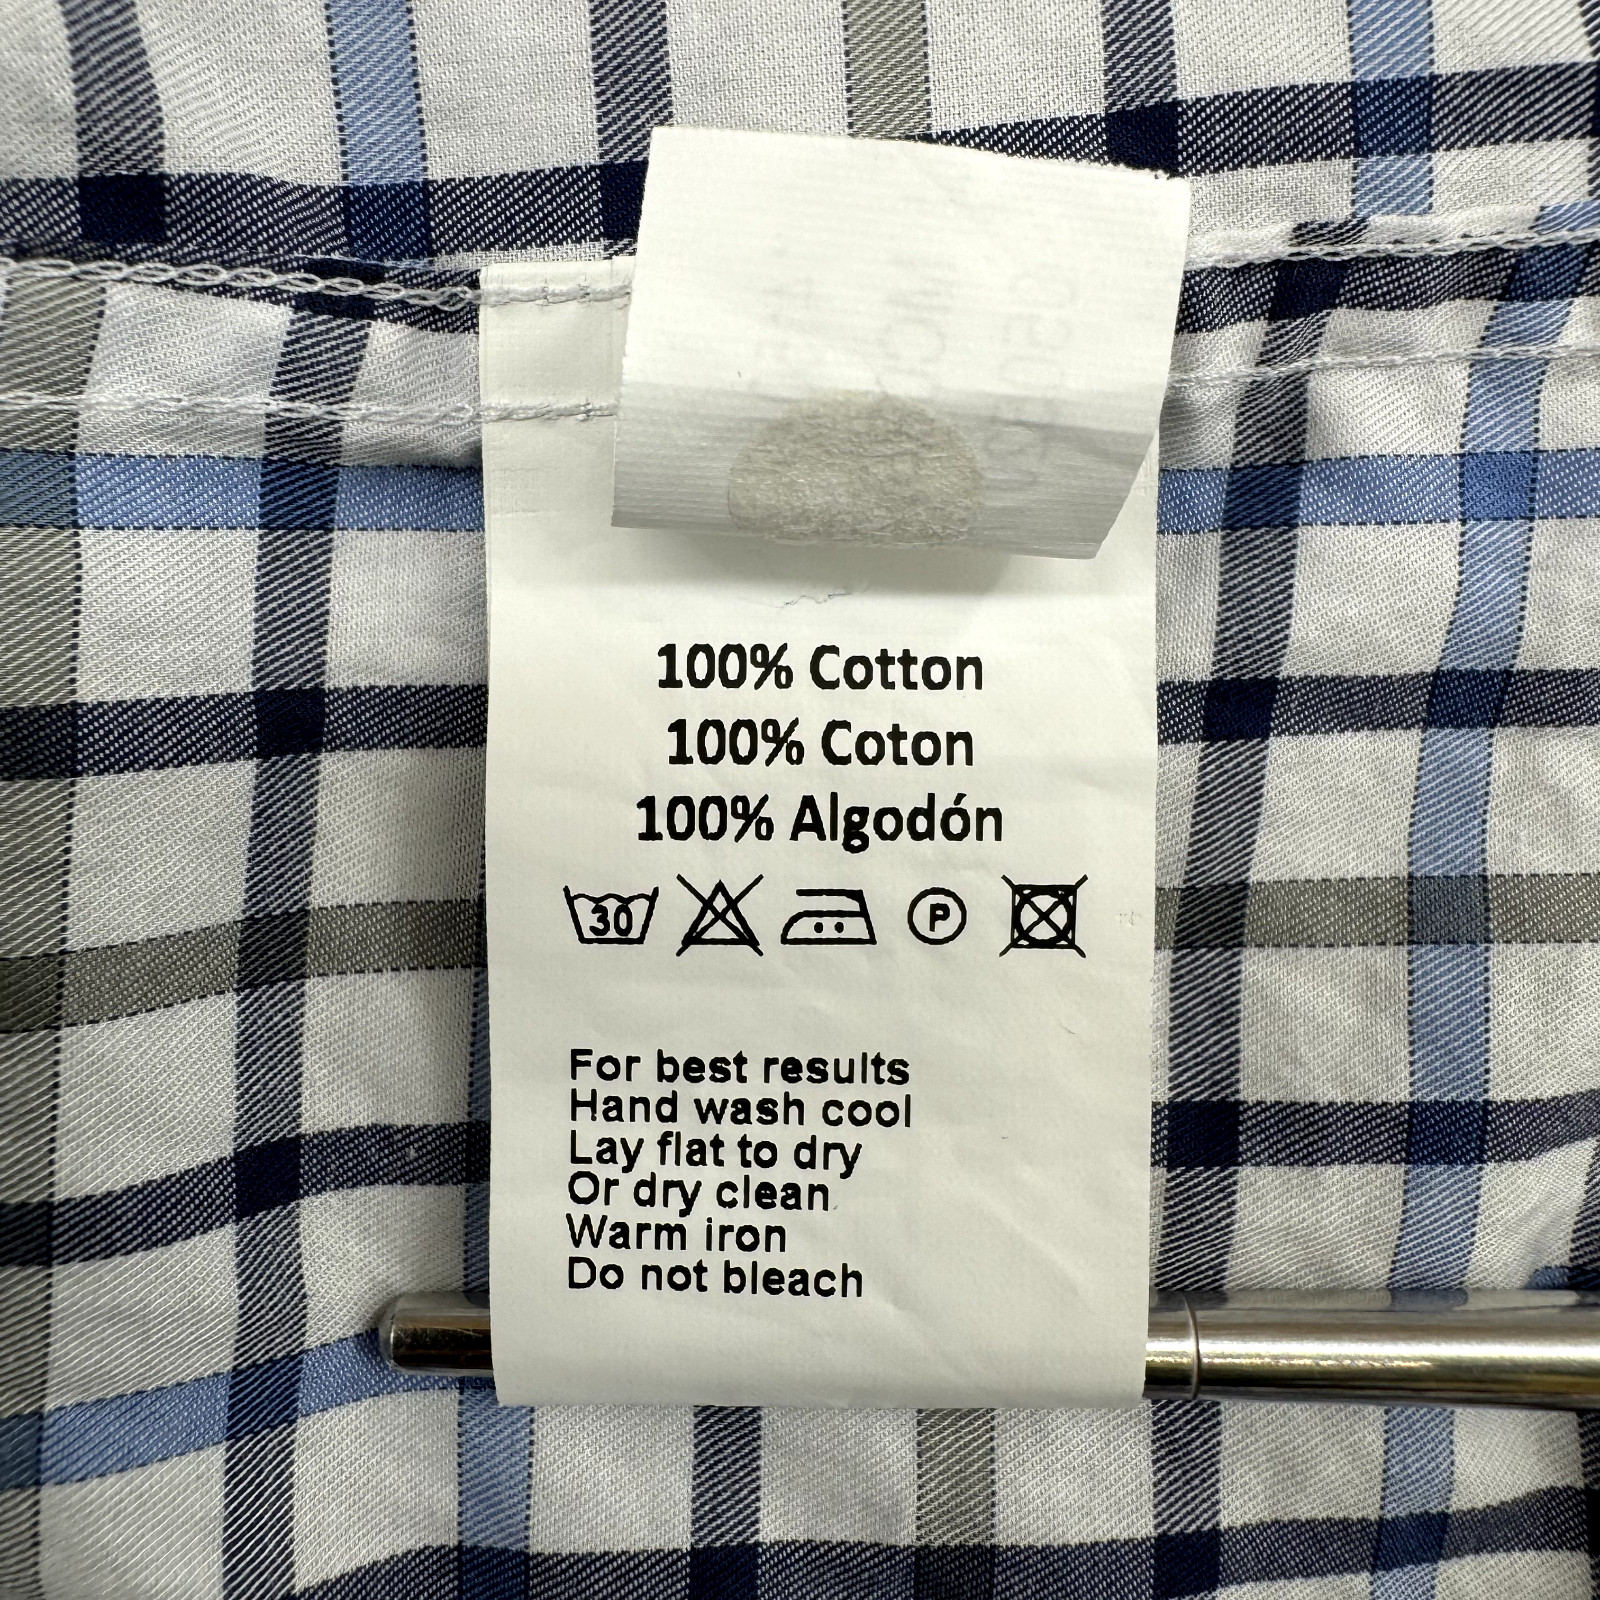 100% Cotton
100% Coton
100% Algodón
30 P
For best results
Hand wash cool
Lay flat to dry
Or dry clean
Warm iron
Do not bleach